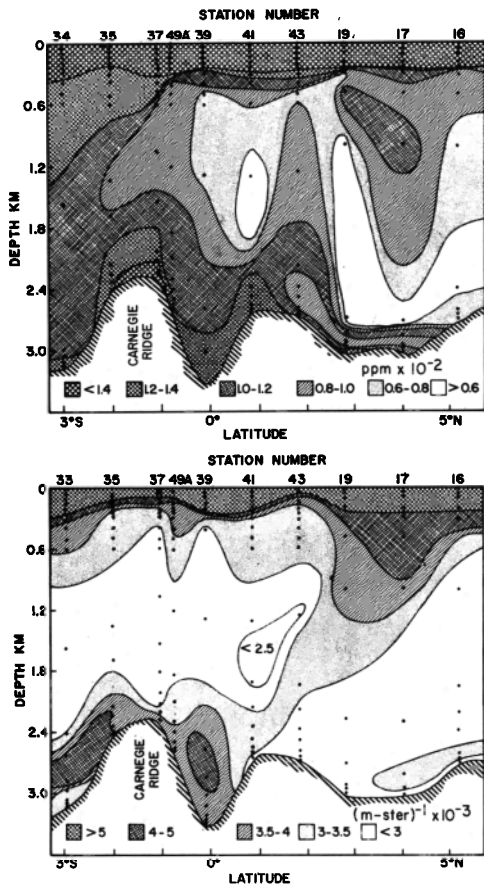 STATION NUMBER
34 35 37 49A 39 41 43 19 17 16
0
0.6
1.2
1.8
2.4
3.0
DEPTH KM
CARNEGIE
RIDGE
ppm x 10-2
<1.4 1.2-1.4 1.0-1.2 0.8-1.0 0.6-0.8 >0.6
3°S 0° 5°N
LATITUDE
STATION NUMBER
33 35 37 49A 39 41 43 19 17 16
0
0.6
1.2
1.8
2.4
3.0
DEPTH KM
<2.5
CARNEGIE
RIDGE
(m-ster)-1 x 10-3
>5 4-5 3.5-4 3-3.5 <3
3°S 0° 5°N
LATITUDE